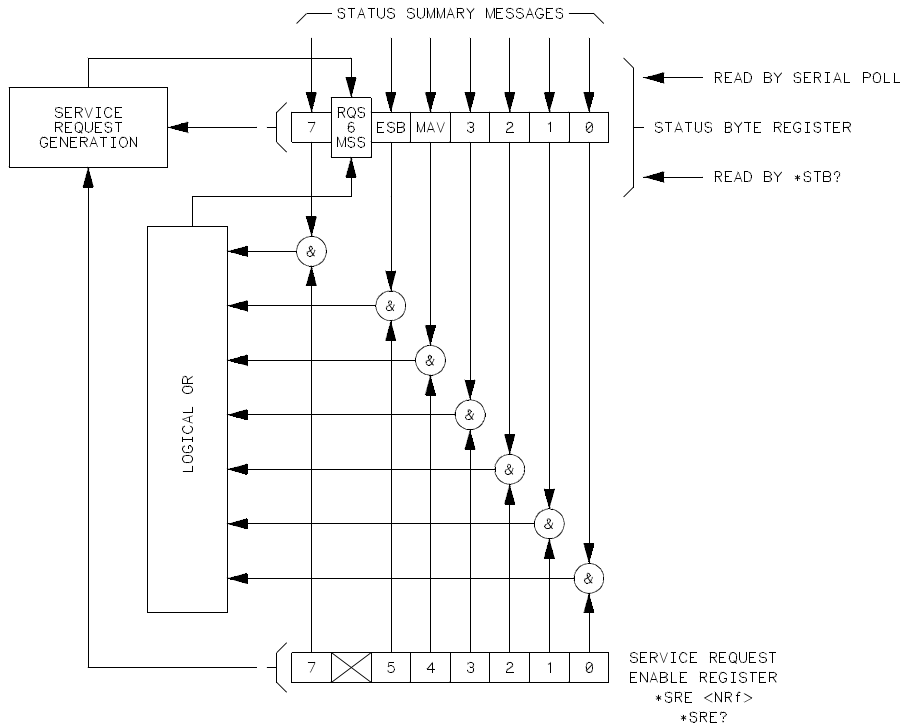 STATUS SUMMARY MESSAGES
READ BY SERIAL POLL
SERVICE
REQUEST
GENERATION
7
RQS
6
MSS
ESB
MAV
3
2
1
0
STATUS BYTE REGISTER
READ BY *STB?
&
&
&
&
&
&
&
LOGICAL OR
7
5
4
3
2
1
0
SERVICE REQUEST
ENABLE REGISTER
*SRE <NRf>
*SRE?